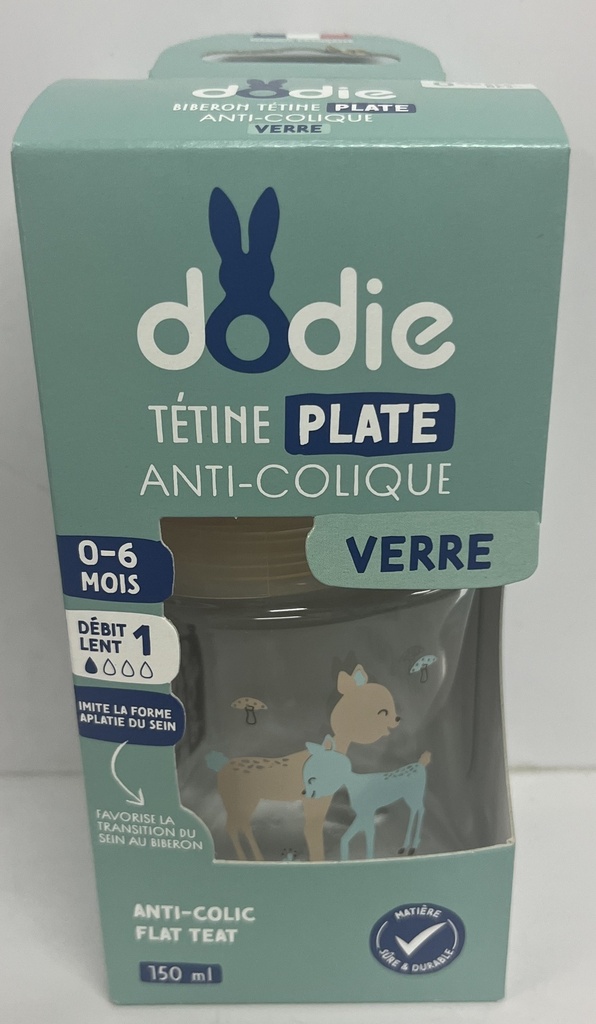 dodie
BIBERON TÉTINE PLATE
ANTI-COLIQUE
VERRE
dodie
TÉTINE PLATE
ANTI-COLIQUE
VERRE
0-6
MOIS
DÉBIT
LENT 1
IMITE LA FORME
APLATIE DU SEIN
FAVORISE LA
TRANSITION DU
SEIN AU BIBERON
ANTI-COLIC
FLAT TEAT
150 ml
MATIÈRE
SÛRE & DURABLE